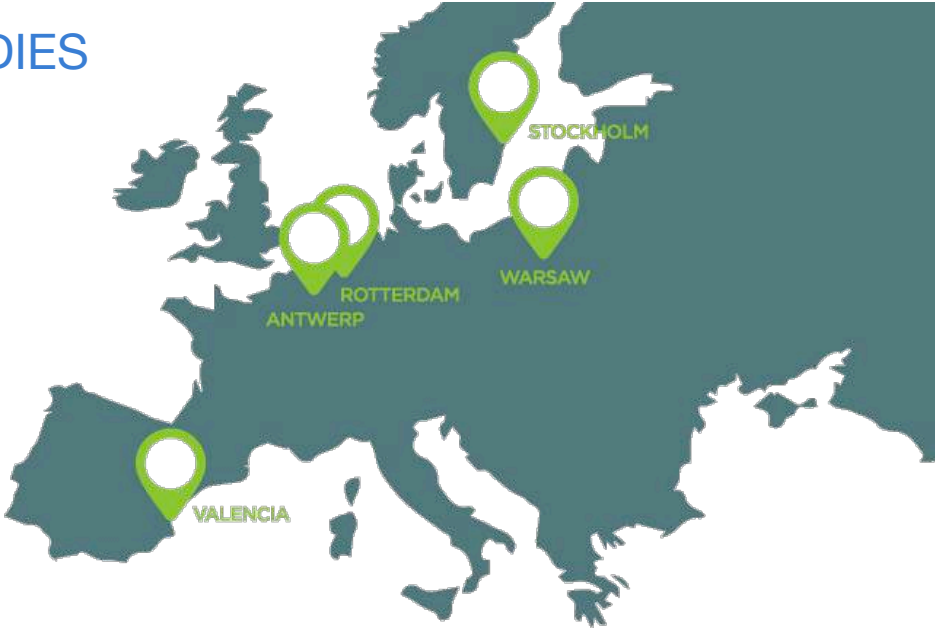 DIES
STOCKHOLM
WARSAW
ROTTERDAM
ANTWERP
VALENCIA